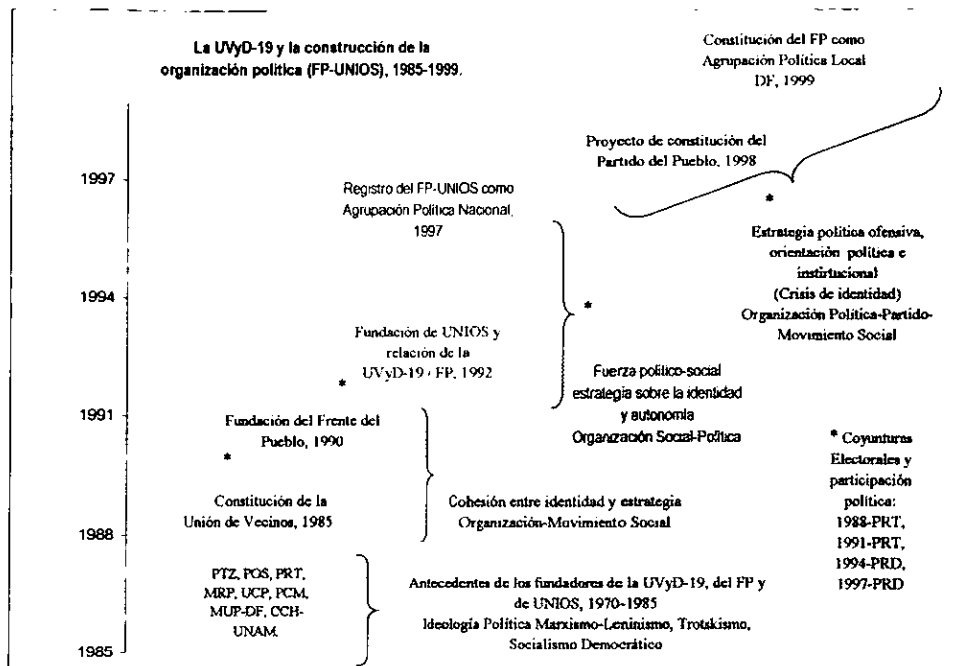 La UVyD-19 y la construcción de la
organización política (FP-UNIOS), 1985-1999.
Constitución del FP como
Agrupación Política Local
DF, 1999
Proyecto de constitución del
Partido del Pueblo, 1998
1997
Registro del FP-UNIOS como
Agrupación Política Nacional,
1997
*
Estrategia política ofensiva,
orientación política e
instirtucional
(Crisis de identidad)
Organización Política-Partido-
Movimiento Social
1994
*
Fundación de UNIOS y
relación de la
UVyD-19 / FP, 1992
*
Fuerza político-social
estrategia sobre la identidad
y autonomía
Organización Social-Política
1991
Fundación del Frente del
Pueblo, 1990
*
Constitución de la
Unión de Vecinos, 1985
Cohesión entre identidad y estrategia
Organización-Movimiento Social
* Coyunturas
Electorales y
participación
política:
1988-PRT,
1991-PRT,
1994-PRD,
1997-PRD
1988
PTZ, POS, PRT,
MRP, UCP, PCM,
MUP-DF, CCH-
UNAM.
Antecedentes de los fundadores de la UVyD-19, del FP y
de UNIOS, 1970-1985
Ideología Política Marxismo-Leninismo, Trotskismo,
Socialismo Democrático
1985